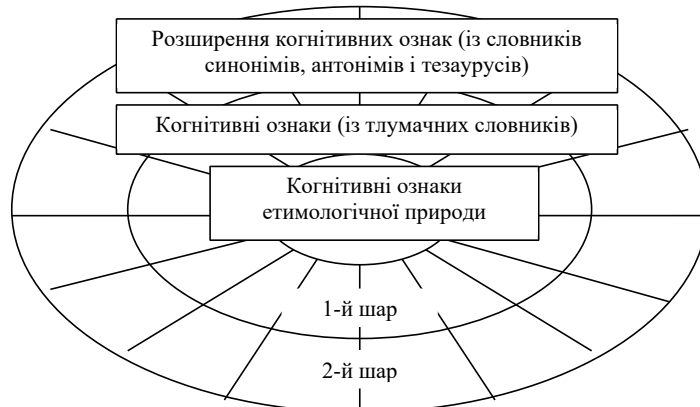 Розширення когнітивних ознак (із словників
синонімів, антонімів і тезаурусів)
Когнітивні ознаки (із тлумачних словників)
Когнітивні ознаки
етимологічної природи
1-й шар
2-й шар